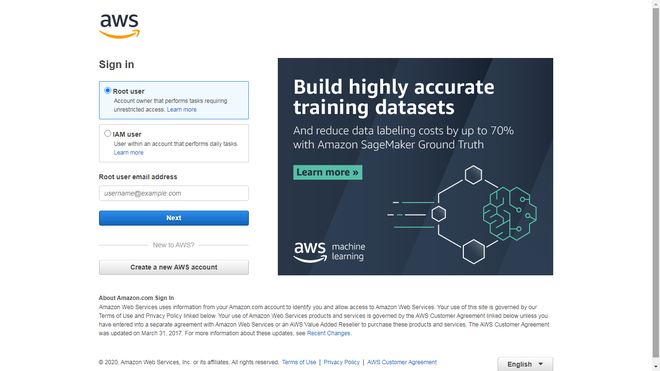 aws
Sign in
Root user
Account owner that performs tasks requiring
unrestricted access. Learn more
IAM user
User within an account that performs daily tasks.
Learn more
Root user email address
username@example.com
Next
New to AWS?
Create a new AWS account
Build highly accurate
training datasets
And reduce data labeling costs by up to 70%
with Amazon SageMaker Ground Truth
Learn more »
aws machine
learning
About Amazon.com Sign In
Amazon Web Services uses information from your Amazon.com account to identify you and allow access to Amazon Web Services. Your use of this site is governed by our
Terms of Use and Privacy Policy linked below. Your use of Amazon Web Services products and services is governed by the AWS Customer Agreement linked below unless you
have entered into a separate agreement with Amazon Web Services or an AWS Value Added Reseller to purchase these products and services. The AWS Customer Agreement
was updated on March 31, 2017. For more information about these updates, see Recent Changes.
© 2020, Amazon Web Services, Inc. or its affiliates. All rights reserved. Terms of Use | Privacy Policy | AWS Customer Agreement
English